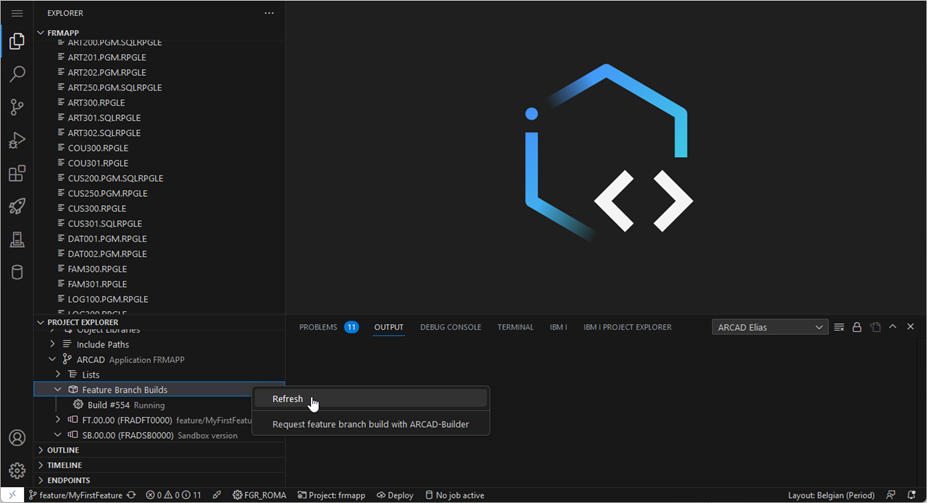 EXPLORER
FRMAPP
ART200.PGM.SQLRPGLE
ART201.PGM.RPGLE
ART202.PGM.RPGLE
ART250.PGM.SQLRPGLE
ART300.RPGLE
ART301.SQLRPGLE
ART302.SQLRPGLE
COU300.RPGLE
COU301.RPGLE
CUS200.PGM.SQLRPGLE
CUS250.PGM.RPGLE
CUS300.RPGLE
CUS301.SQLRPGLE
DAT001.PGM.RPGLE
DAT002.PGM.RPGLE
FAM300.RPGLE
FAM301.RPGLE
LOG100.PGM.RPGLE
PROJECT EXPLORER
Object Libraries
Include Paths
ARCAD Application FRMAPP
Lists
Feature Branch Builds
Build #554 Running
FT.00.00 (FRADFT0000) feature/MyFirstFeatu
SB.00.00 (FRADSB0000) Sandbox version
OUTLINE
TIMELINE
ENDPOINTS
PROBLEMS 11 OUTPUT DEBUG CONSOLE TERMINAL IBM I IBM I PROJECT EXPLORER ARCAD Elias
Refresh
Request feature branch build with ARCAD-Builder
feature/MyFirstFeature 0 0 11 FGR_ROMA Project: frmapp Deploy No job active Layout: Belgian (Period)